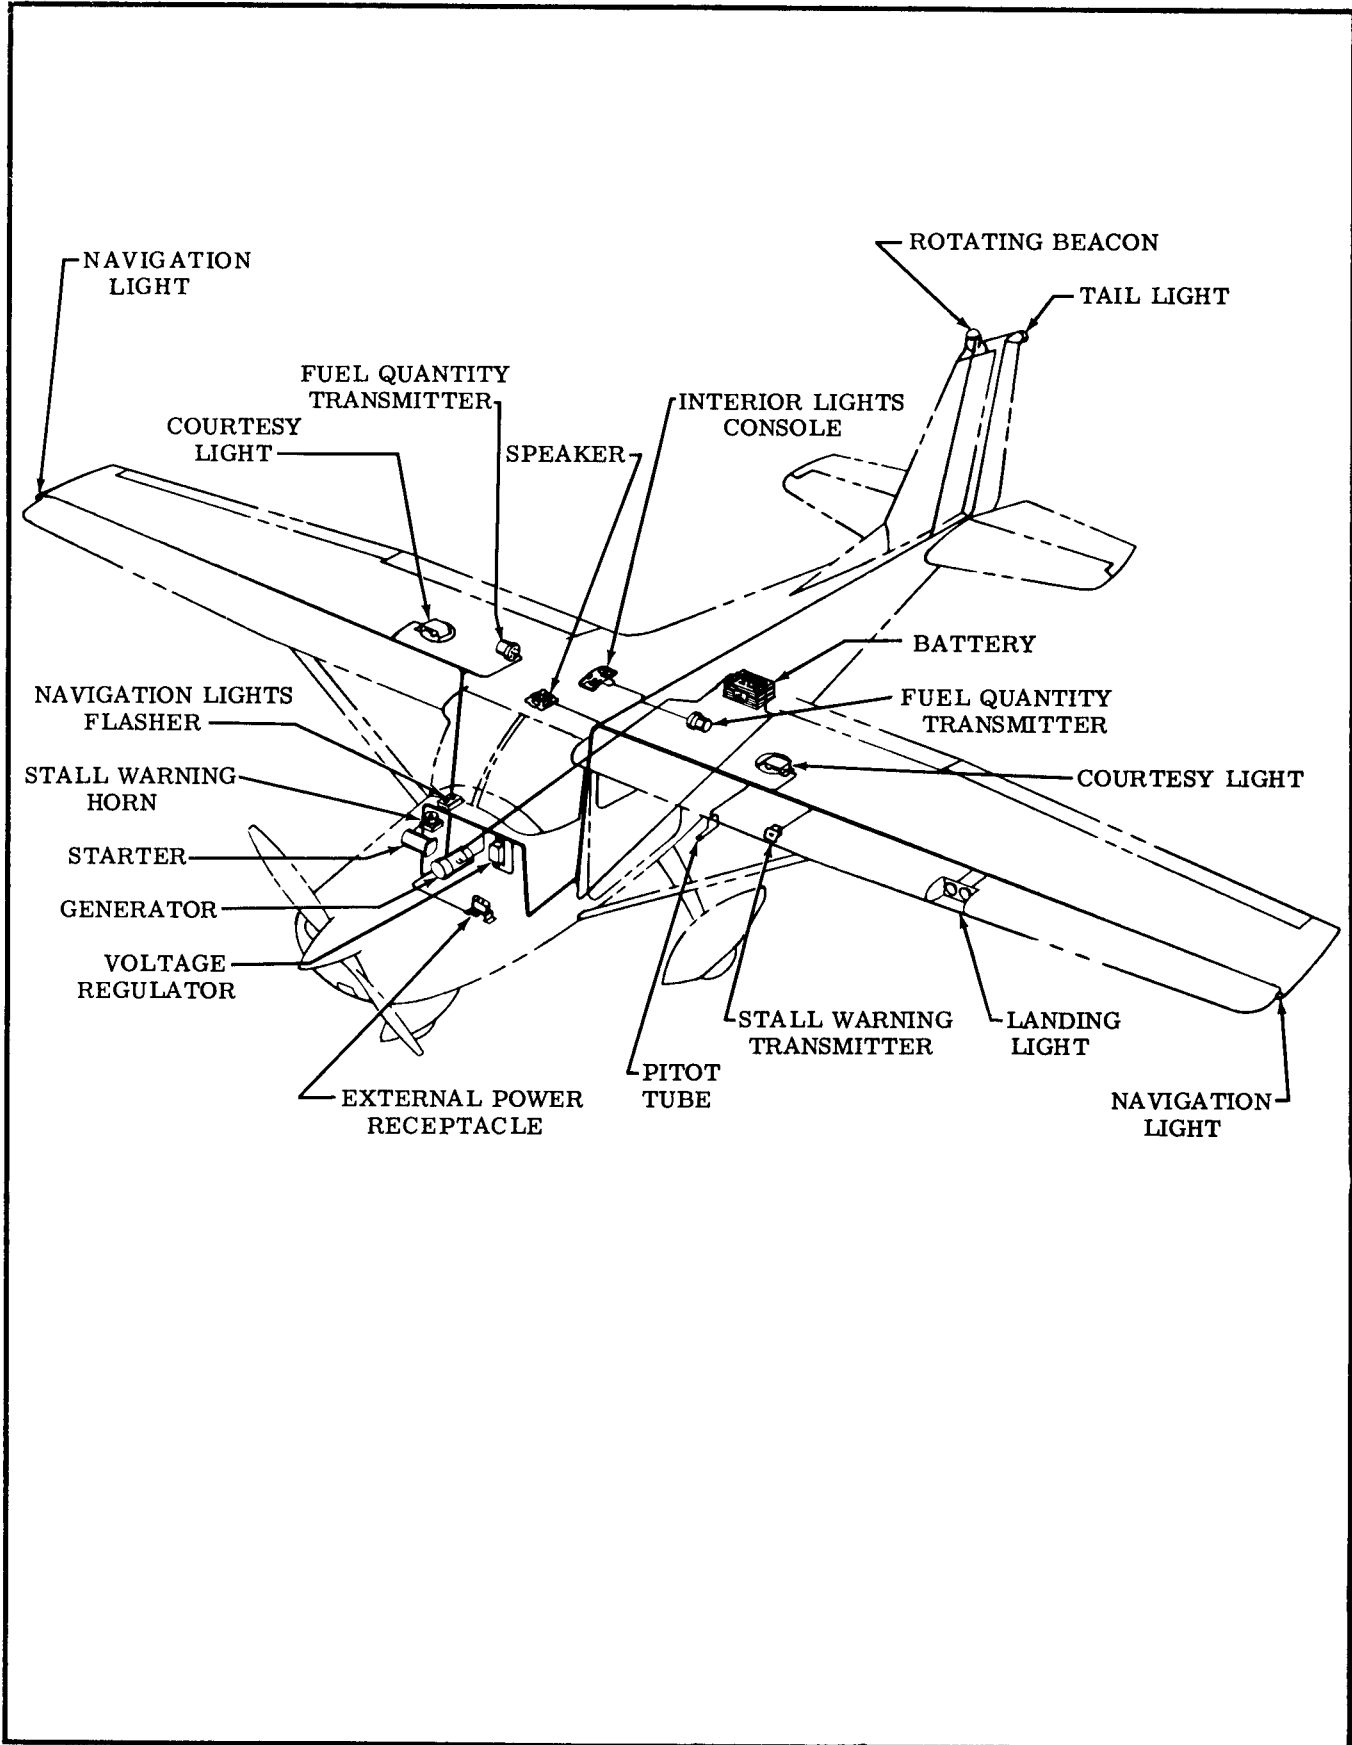 ROTATING BEACON
NAVIGATION
LIGHT
TAIL LIGHT
FUEL QUANTITY
TRANSMITTER
INTERIOR LIGHTS
CONSOLE
COURTESY
LIGHT
SPEAKER
BATTERY
NAVIGATION LIGHTS
FLASHER
FUEL QUANTITY
TRANSMITTER
STALL WARNING
HORN
COURTESY LIGHT
STARTER
GENERATOR
VOLTAGE
REGULATOR
STALL WARNING
TRANSMITTER
LANDING
LIGHT
PITOT
TUBE
EXTERNAL POWER
RECEPTACLE
NAVIGATION
LIGHT